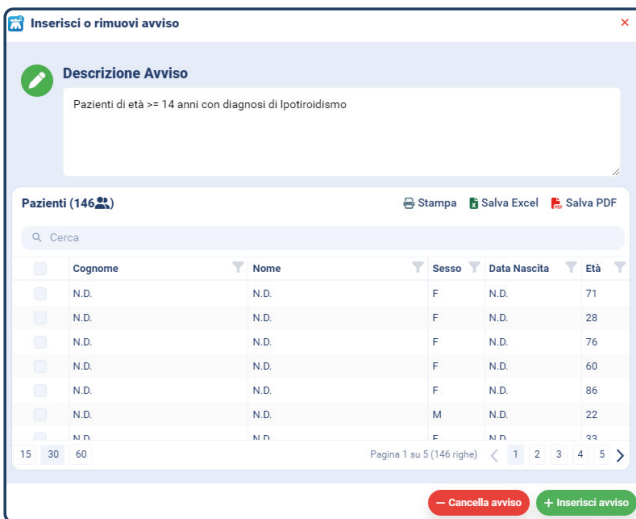 Inserisci o rimuovi avviso
Descrizione Avviso
Pazienti di età >= 14 anni con diagnosi di Ipotiroidismo
Pazienti (146) Stampa Salva Excel Salva PDF
Cerca
Cognome Nome Sesso Data Nascita Età
N.D. N.D. F N.D. 71
N.D. N.D. F N.D. 28
N.D. N.D. F N.D. 76
N.D. N.D. F N.D. 60
N.D. N.D. F N.D. 86
N.D. N.D. M N.D. 22
N.D. N.D. F N.D. 33
15 30 60 Pagina 1 su 5 (146 righe) 1 2 3 4 5
Cancella avviso + Inserisci avviso